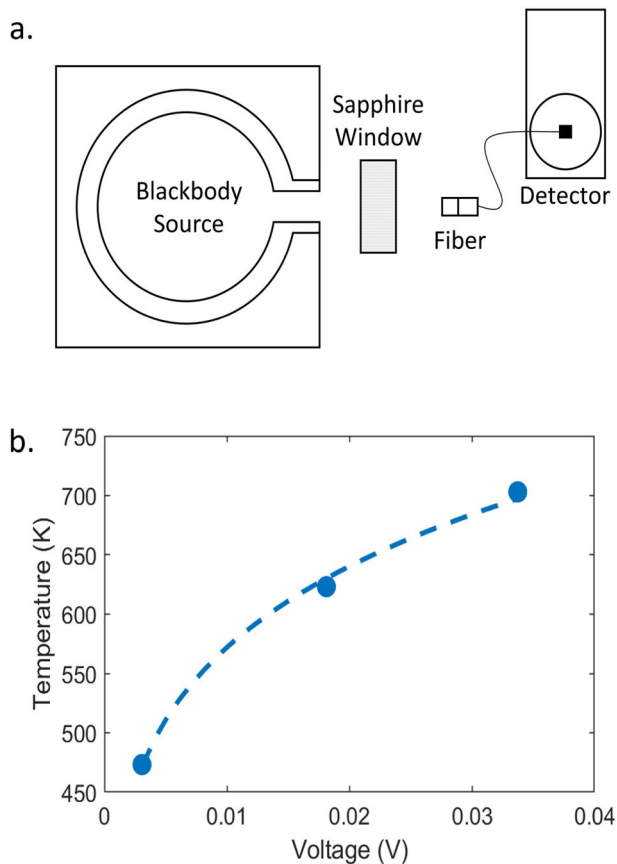 a.
Sapphire
Window
Blackbody
Source
Detector
Fiber
b.
750
700
650
600
550
500
450
Temperature (K)
0
0.01
0.02
0.03
0.04
Voltage (V)